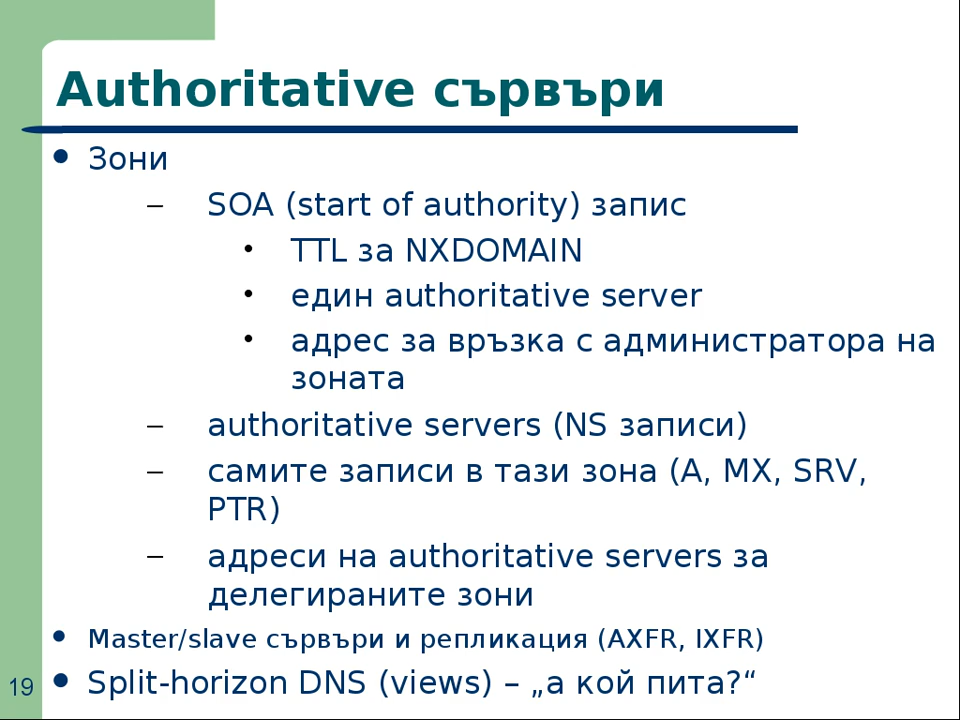 Authoritative сървъри
● Зони
– SOA (start of authority) запис
• TTL за NXDOMAIN
• един authoritative server
• адрес за връзка с администратора на
зоната
– authoritative servers (NS записи)
– самите записи в тази зона (A, MX, SRV,
PTR)
– адреси на authoritative servers за
делегираните зони
● Master/slave сървъри и репликация (AXFR, IXFR)
● Split-horizon DNS (views) – „а кой пита?“
19